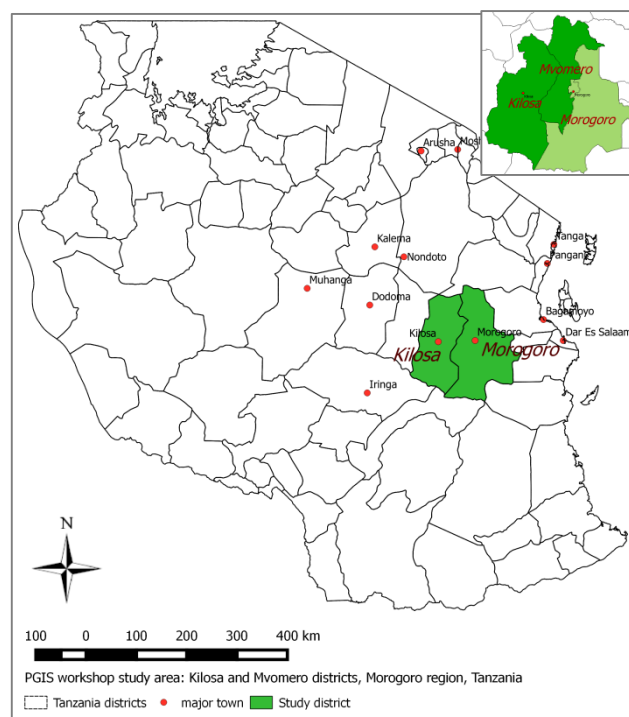 Mvomero
Kilosa
Morogoro
Arusha
Mosh
Kalema
Nondoto
Tanga
Pangani
Muhanga
Dodoma
Bagamoyo
Kilosa
Morogoro
Dar Es Salaam
Kilosa
Morogoro
Iringa
N
100 0 100 200 300 400 km
PGIS workshop study area: Kilosa and Mvomero districts, Morogoro region, Tanzania
Tanzania districts major town Study district